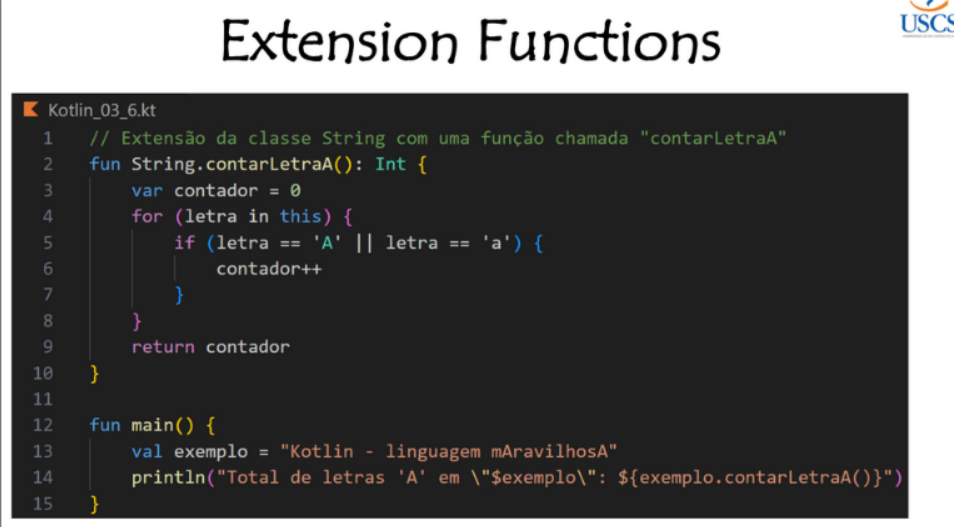 USCS
Extension Functions
Kotlin_03_6.kt
1 // Extensão da classe String com uma função chamada "contarLetraA"
2 fun String.contarLetraA(): Int {
3     var contador = 0
4     for (letra in this) {
5         if (letra == 'A' || letra == 'a') {
6             contador++
7         }
8     }
9     return contador
10 }
11
12 fun main() {
13     val exemplo = "Kotlin - linguagem mAravilhosA"
14     println("Total de letras 'A' em \"$exemplo\": ${exemplo.contarLetraA()}")
15 }